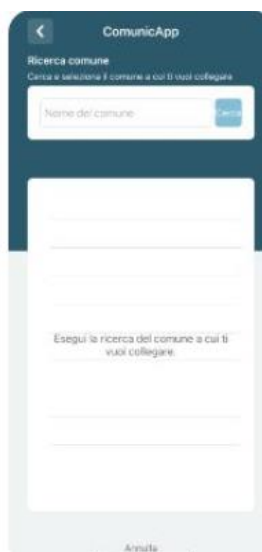 ComunicApp
Ricerca comune
Cerca e seleziona il comune a cui ti vuoi collegare
Nome del comune
Cerca
Esegui la ricerca del comune a cui ti
vuoi collegare.
Annulla